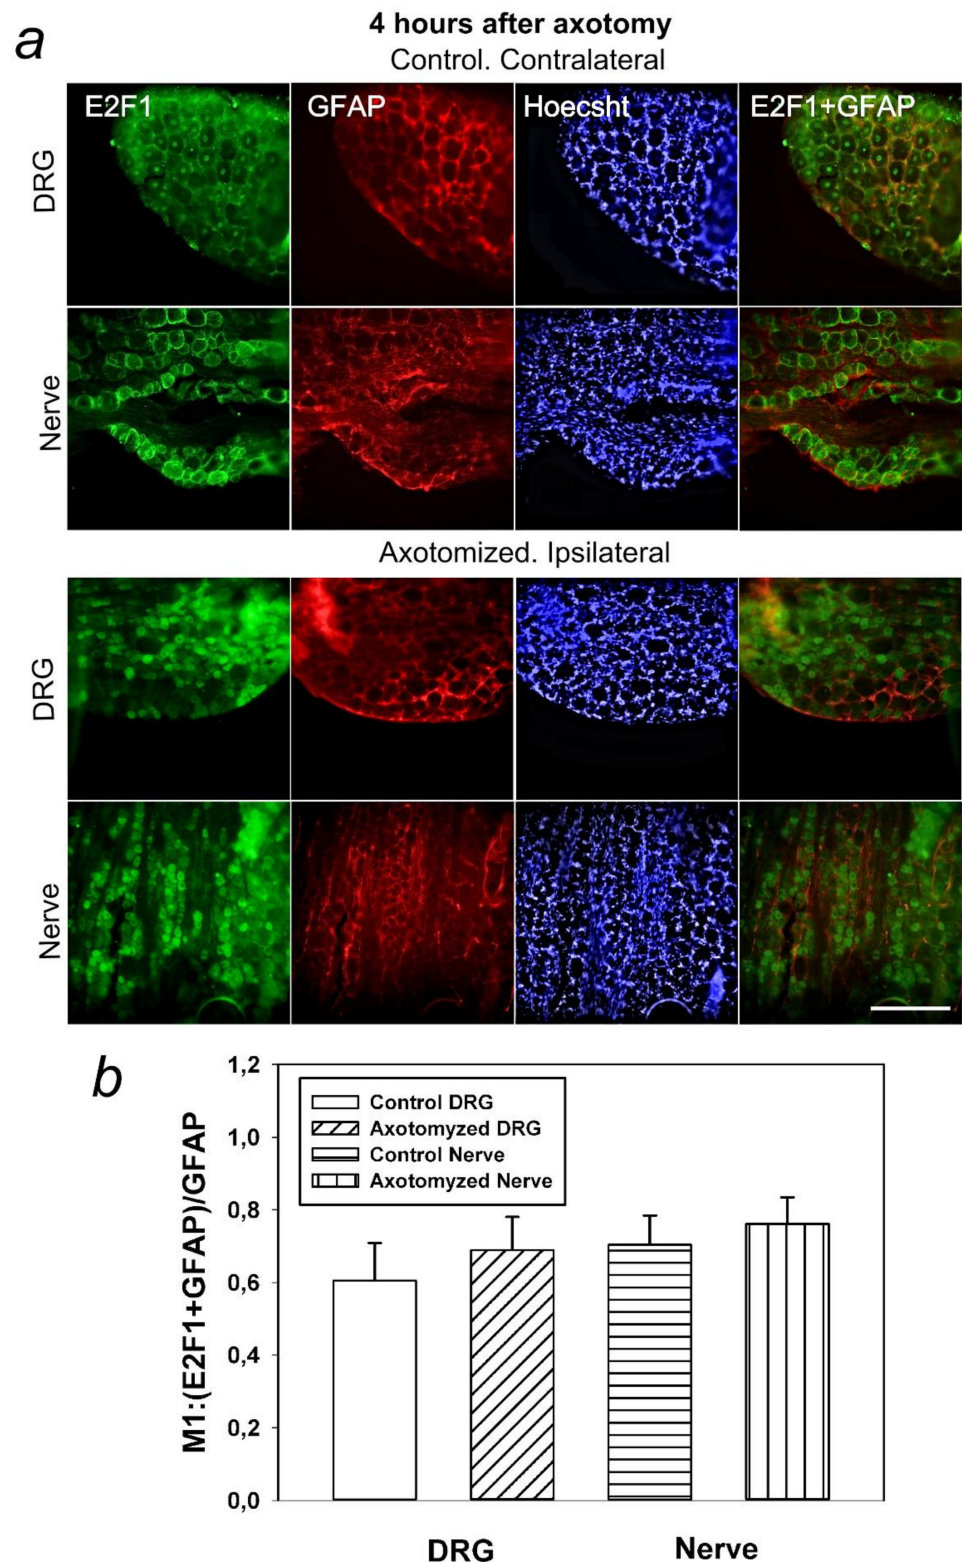 a
4 hours after axotomy
Control. Contralateral
E2F1 GFAP Hoecsht E2F1+GFAP
DRG
Nerve
Axotomized. Ipsilateral
DRG
Nerve
b
M1:(E2F1+GFAP)/GFAP
1,2
1,0
0,8
0,6
0,4
0,2
0,0
Control DRG
Axotomyzed DRG
Control Nerve
Axotomyzed Nerve
DRG Nerve